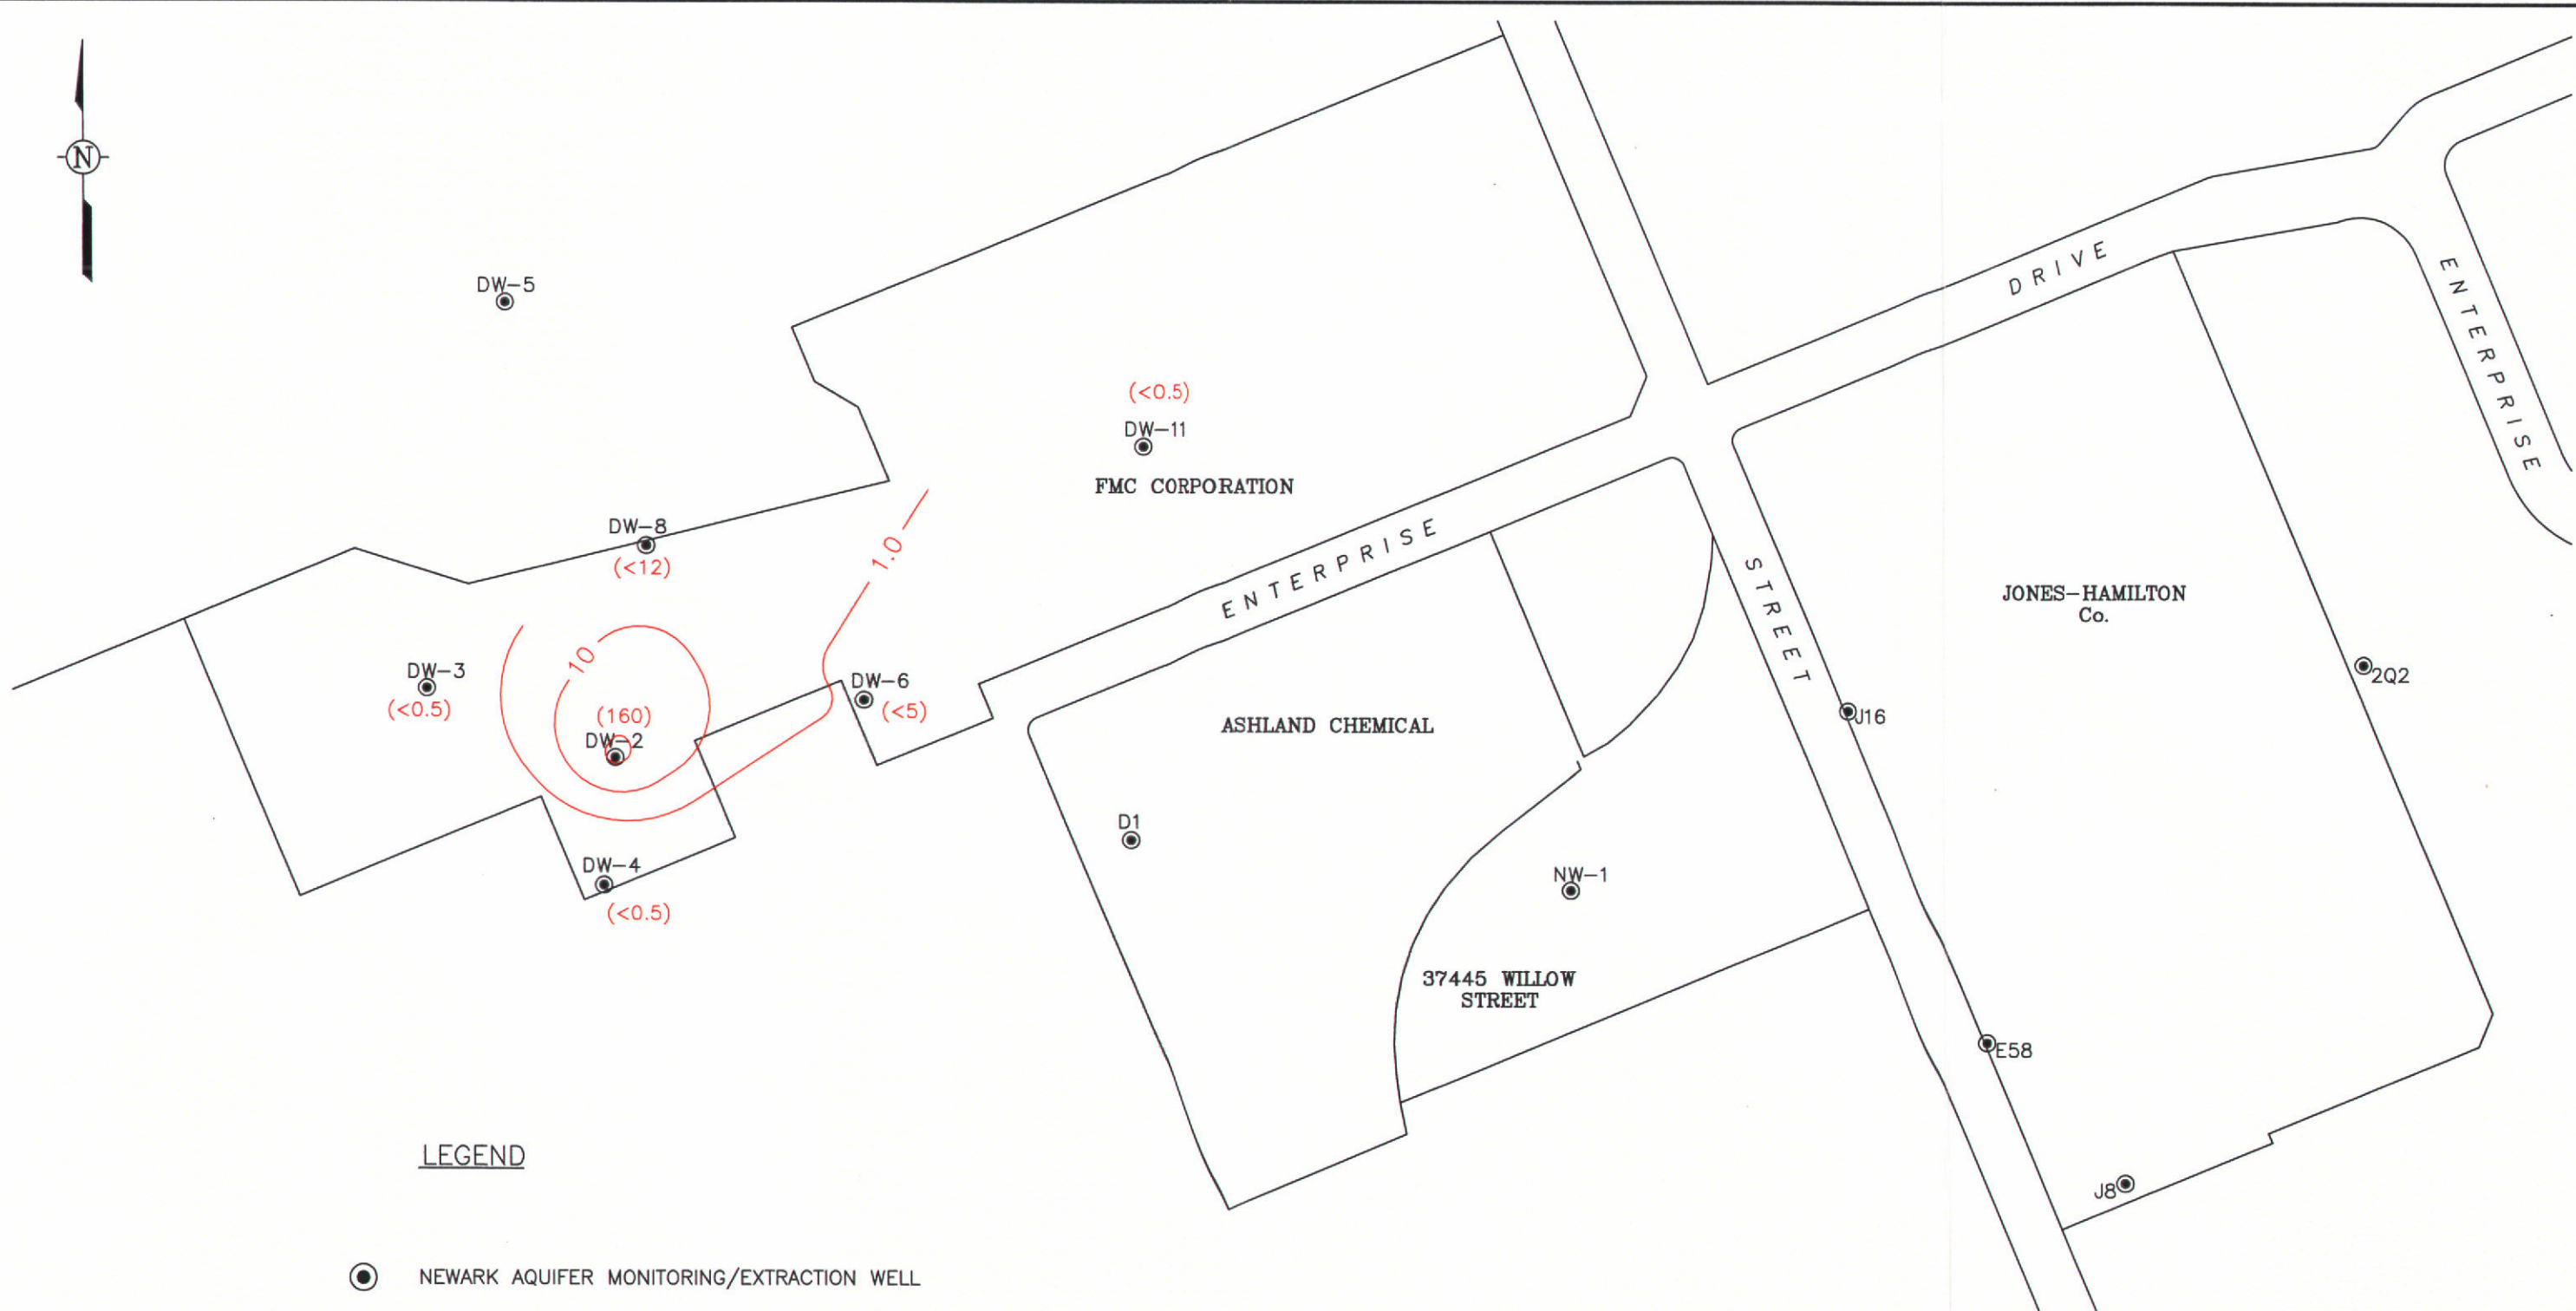 N
DW-5
(<0.5)
DW-11
FMC CORPORATION
DW-8
(<12)
1.0
DW-3
(<0.5)
10
(160)
DW-2
DW-6
(<5)
DW-4
(<0.5)
ENTERPRISE
DRIVE
ENTERPRISE
STREET
JONES-HAMILTON
Co.
2Q2
J16
ASHLAND CHEMICAL
D1
NW-1
37445 WILLOW
STREET
E58
J8
LEGEND
NEWARK AQUIFER MONITORING/EXTRACTION WELL